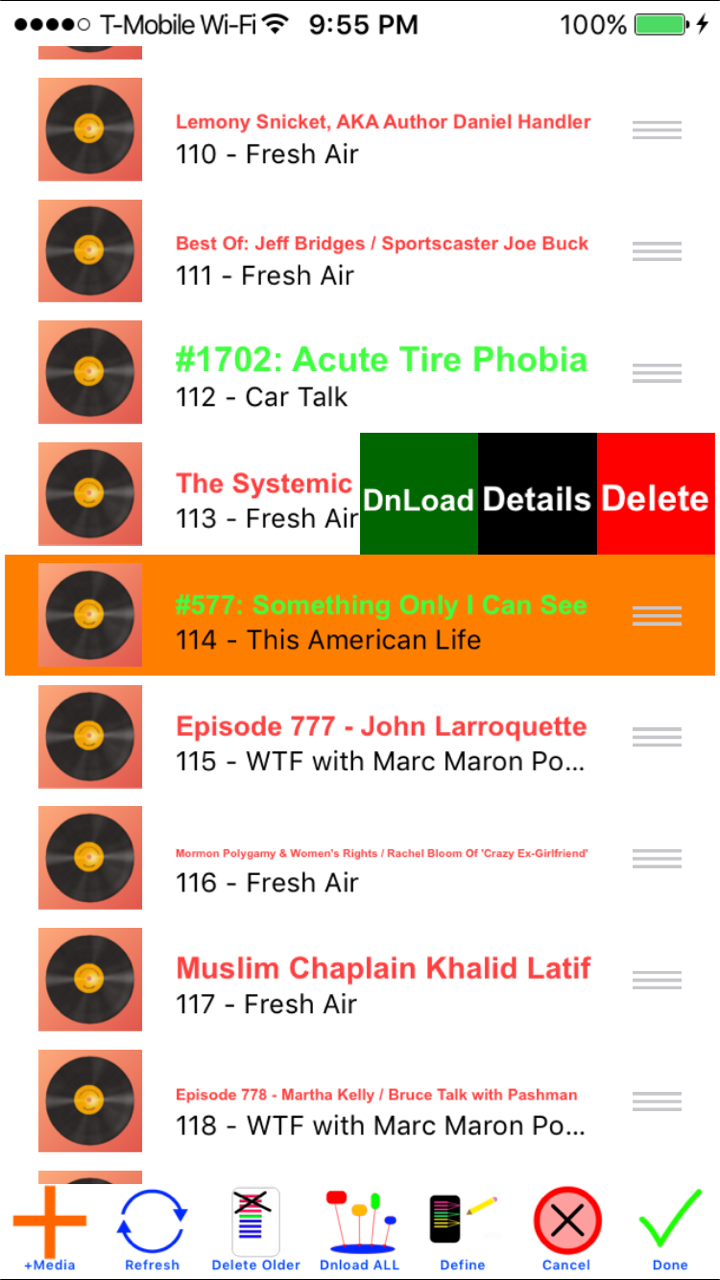 T-Mobile Wi-Fi 9:55 PM 100%
Lemony Snicket, AKA Author Daniel Handler
110 - Fresh Air
Best Of: Jeff Bridges / Sportscaster Joe Buck
111 - Fresh Air
#1702: Acute Tire Phobia
112 - Car Talk
The Systemic
113 - Fresh Air
DnLoad Details Delete
#577: Something Only I Can See
114 - This American Life
Episode 777 - John Larroquette
115 - WTF with Marc Maron Po...
Mormon Polygamy & Women's Rights / Rachel Bloom Of 'Crazy Ex-Girlfriend'
116 - Fresh Air
Muslim Chaplain Khalid Latif
117 - Fresh Air
Episode 778 - Martha Kelly / Bruce Talk with Pashman
118 - WTF with Marc Maron Po...
+Media Refresh Delete Older Dnload ALL Define Cancel Done